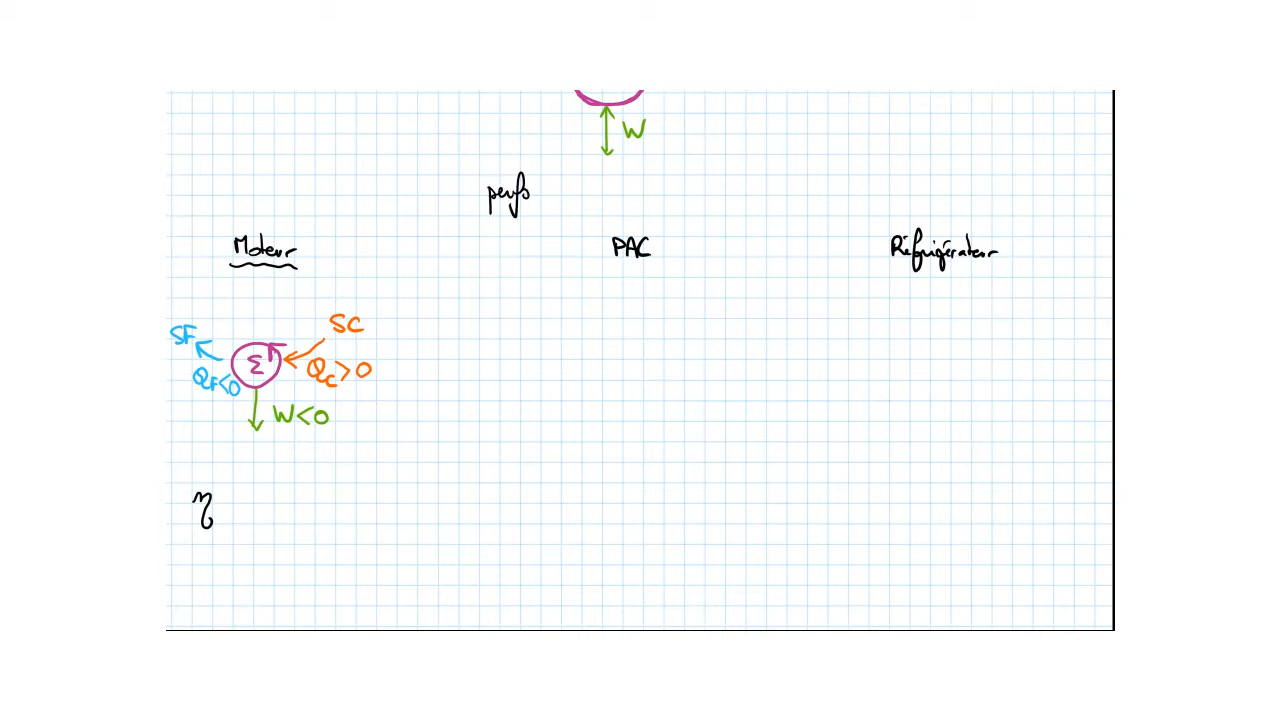 W
perfs
Moteur PAC Réfrigérateur
SF SC
Σ
QF<0 Qc>0
W<0
η